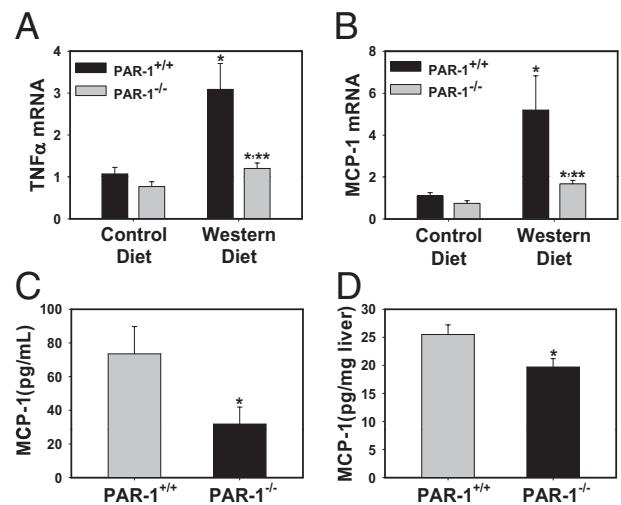 A
TNFα mRNA
4
3
2
1
0
PAR-1+/+
PAR-1-/-
*
*,**
Control Diet
Western Diet
B
MCP-1 mRNA
8
6
4
2
0
PAR-1+/+
PAR-1-/-
*
*,**
Control Diet
Western Diet
C
MCP-1(pg/mL)
100
80
60
40
20
0
*
PAR-1+/+
PAR-1-/-
D
MCP-1(pg/mg liver)
30
25
20
15
10
5
0
*
PAR-1+/+
PAR-1-/-